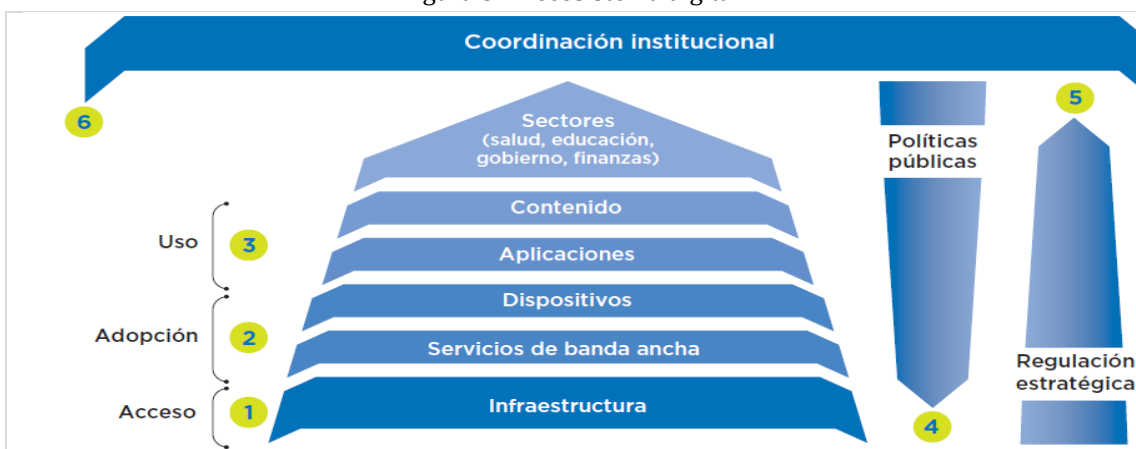 Coordinación institucional
6
5
Sectores
(salud, educación,
gobierno, finanzas)
Políticas
públicas
Contenido
Uso
3
Aplicaciones
Dispositivos
Adopción
2
Servicios de banda ancha
Regulación
estratégica
Acceso
1
Infraestructura
4